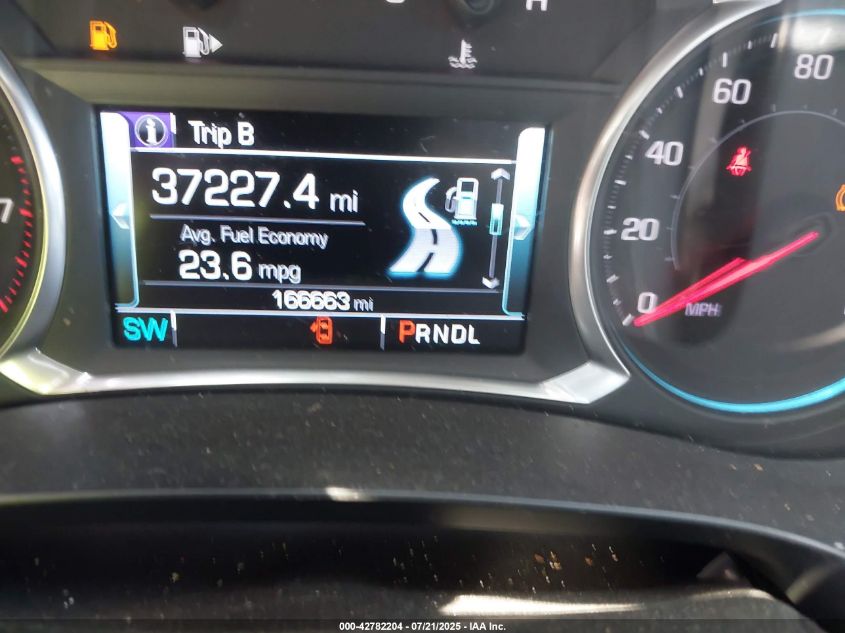 H
Trip B
37227.4 mi
Avg. Fuel Economy
23.6 mpg
166663 mi
SW
PRNDL
7
0
20
40
60
80
MPH
000-42782204 / 07/21/2025 - IAA Inc.